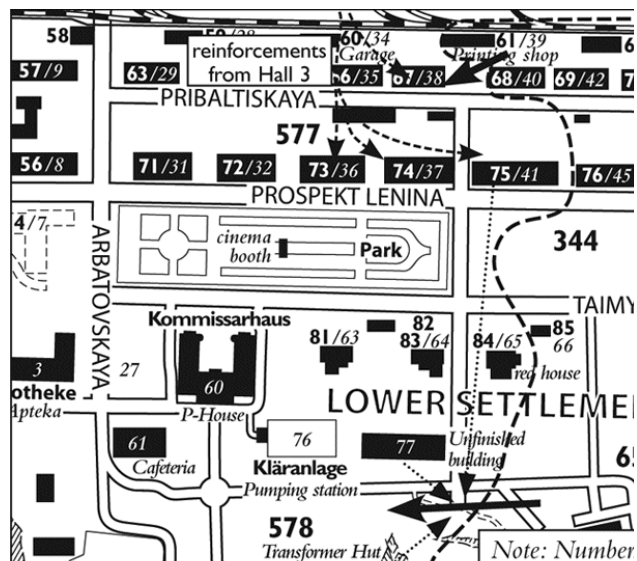 58
60/34
61/39
reinforcements
from Hall 3
Garage
Printing shop
57/9
63/29
67/38
68/40
69/42
PRIBALTISKAYA
577
56/8
71/31
72/32
73/36
74/37
75/41
76/45
PROSPEKT LENINA
ARBATOVSKAYA
4/7
cinema
booth
Park
344
TAIMY
Kommissarhaus
81/63
82
83/64
84/65
85
66
3
27
60
red house
otheke
Apteka
P-House
LOWER SETTLEME
61
76
77
Unfinished
building
Cafeteria
Kläranlage
Pumping station
65
578
Transformer Hut
Note: Number